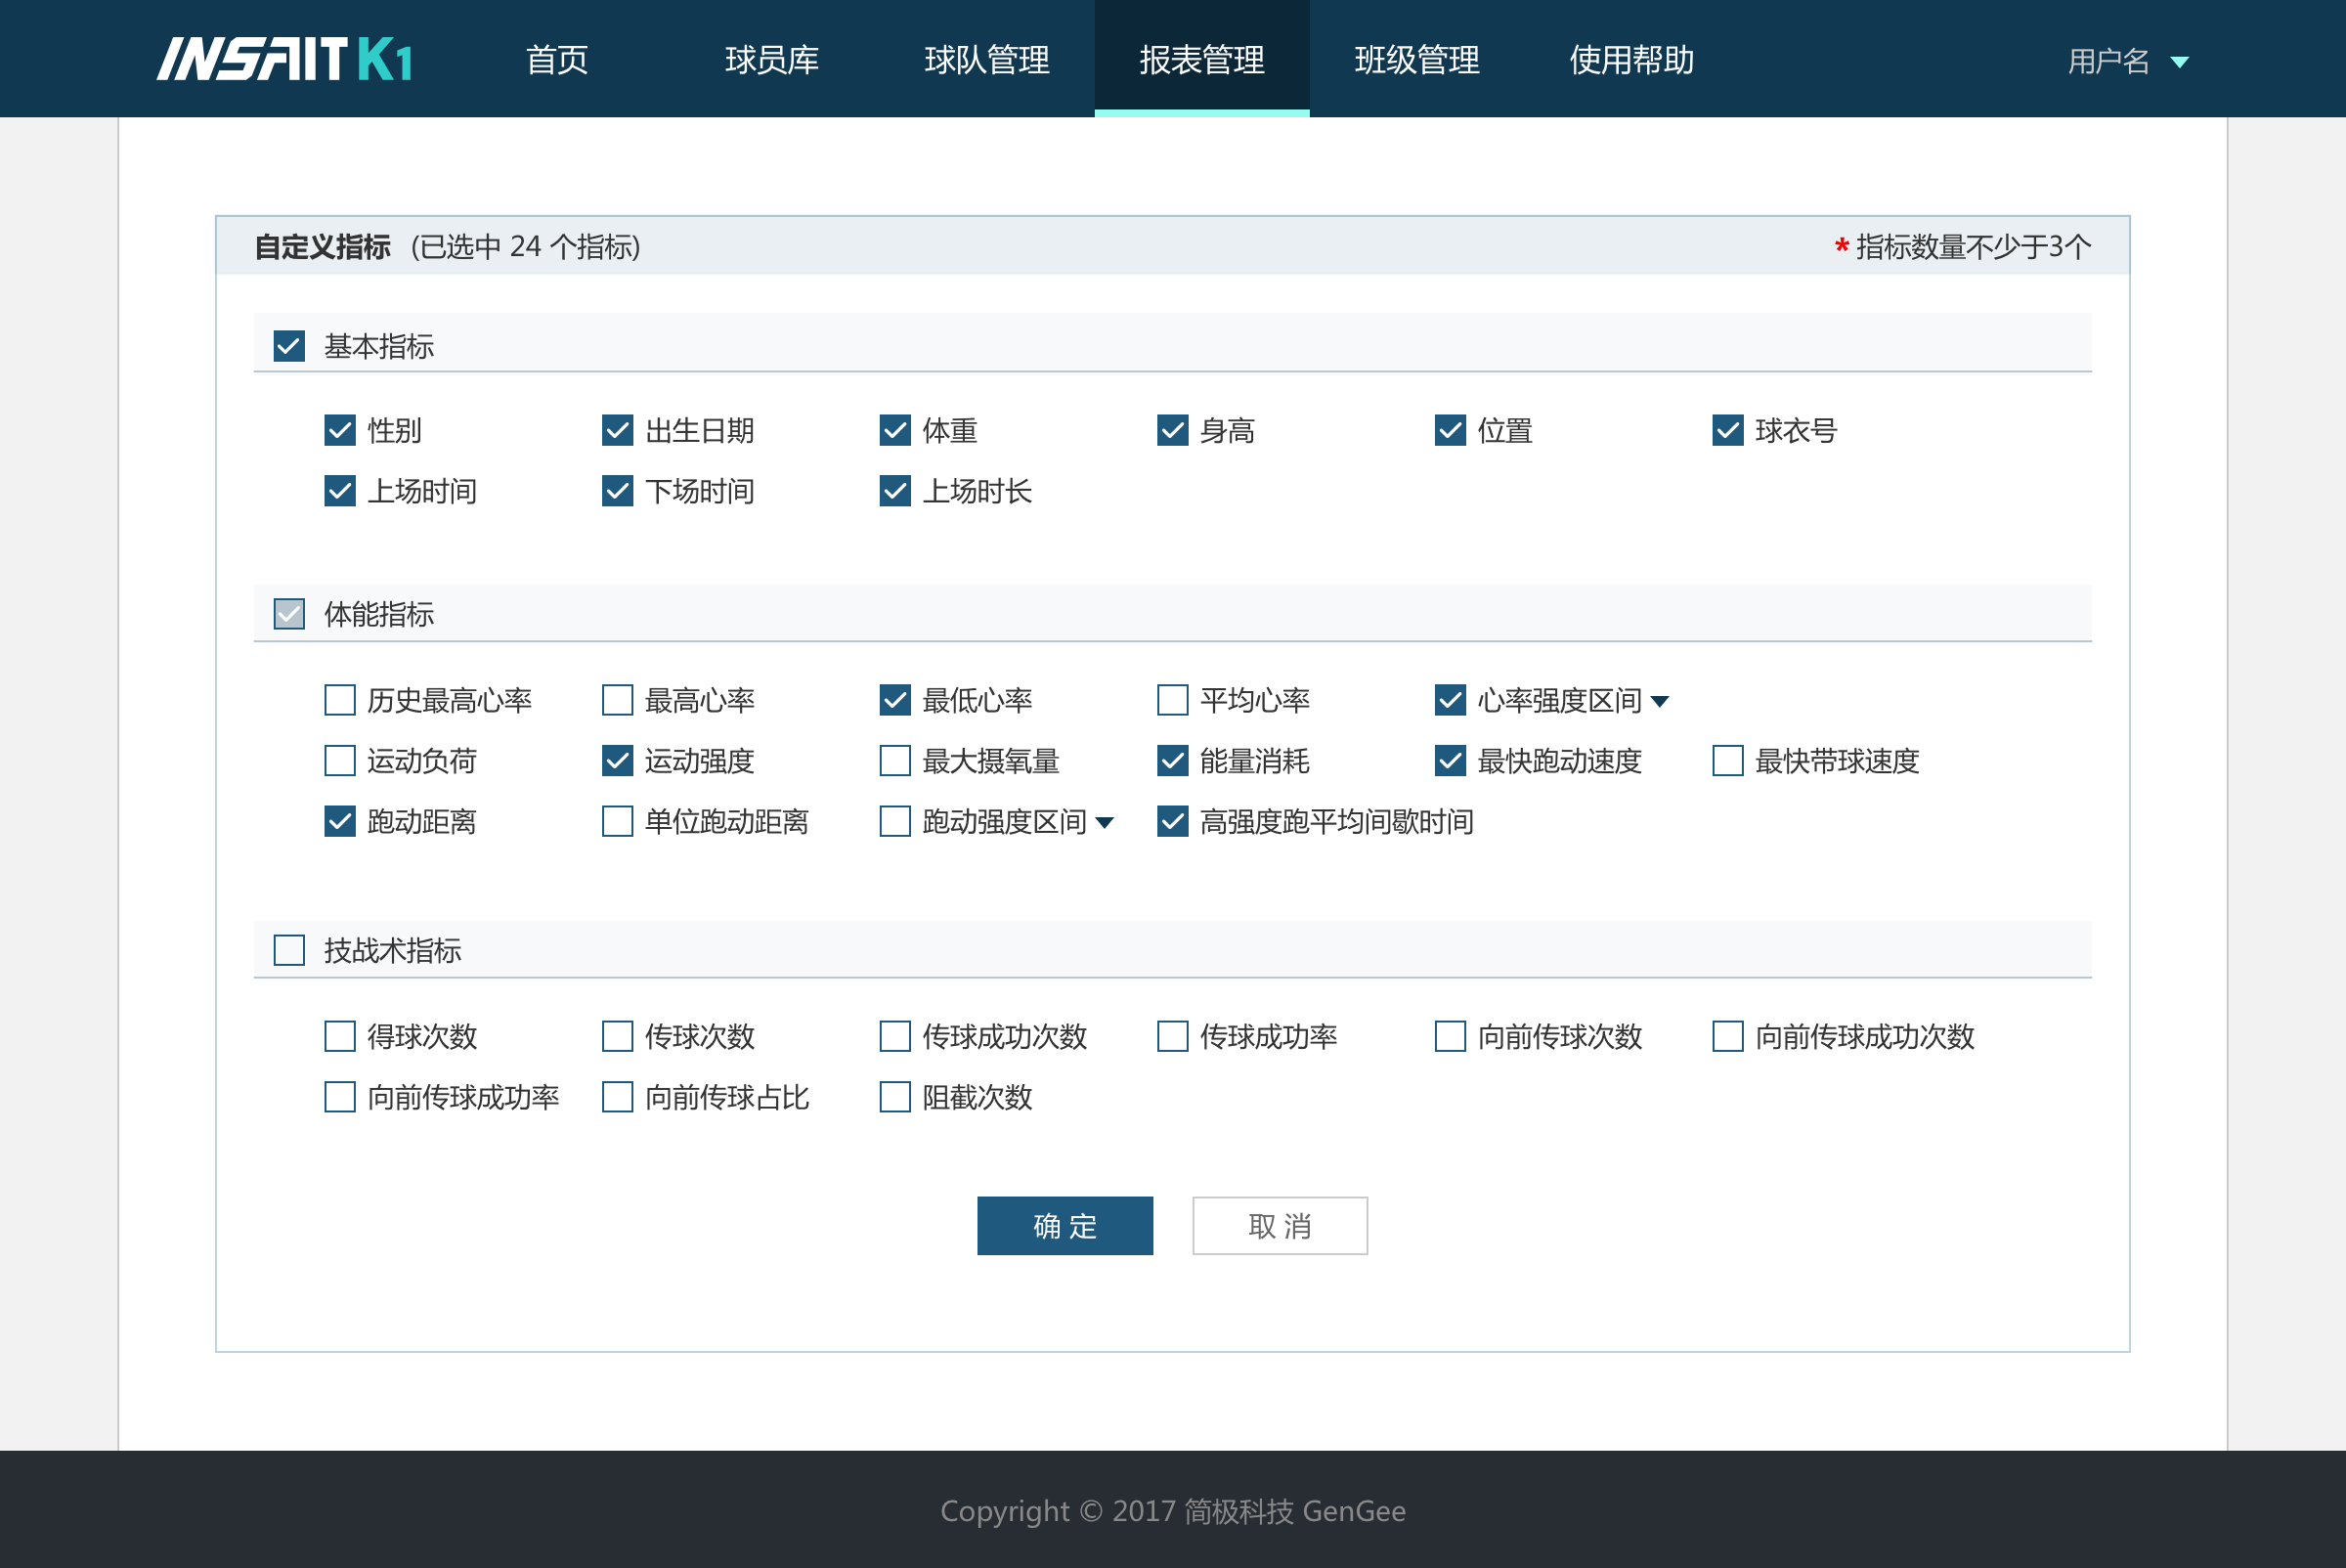 INSAIT K1 首页 球员库 球队管理 报表管理 班级管理 使用帮助 用户名
自定义指标 (已选中 24 个指标) * 指标数量不少于3个
基本指标
性别 出生日期 体重 身高 位置 球衣号
上场时间 下场时间 上场时长
体能指标
历史最高心率 最高心率 最低心率 平均心率 心率强度区间
运动负荷 运动强度 最大摄氧量 能量消耗 最快跑动速度 最快带球速度
跑动距离 单位跑动距离 跑动强度区间 高强度跑平均间歇时间
技战术指标
得球次数 传球次数 传球成功次数 传球成功率 向前传球次数 向前传球成功次数
向前传球成功率 向前传球占比 阻截次数
确 定 取 消
Copyright © 2017 简极科技 GenGee